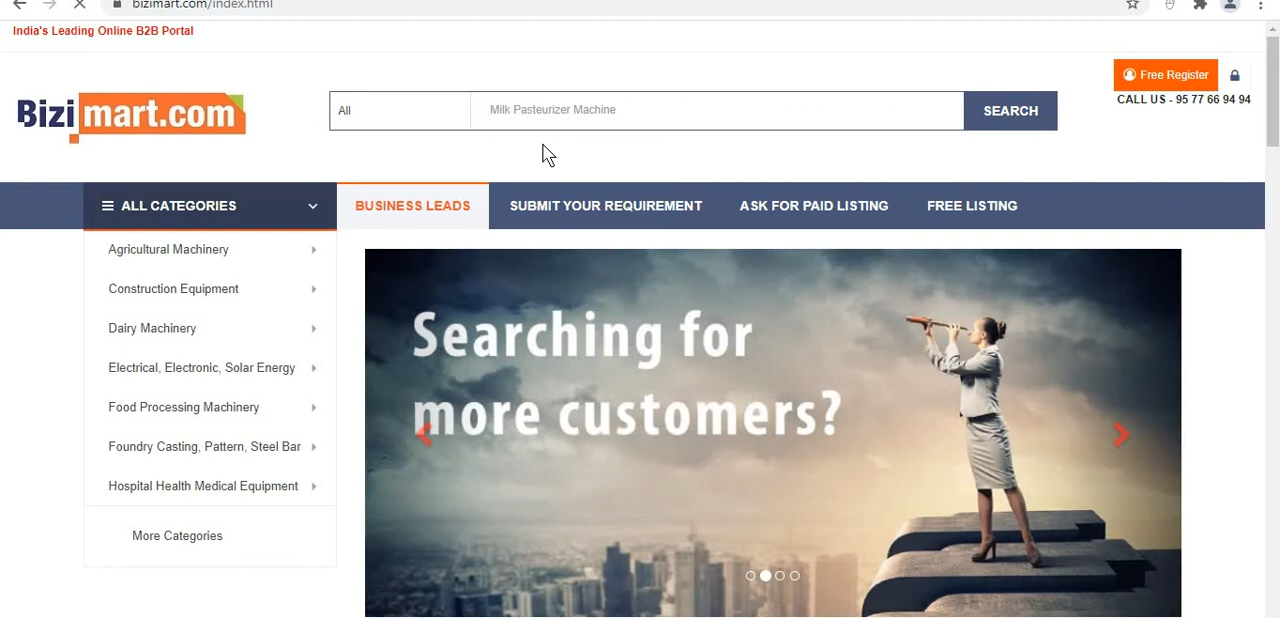 bizimart.com/index.html
India's Leading Online B2B Portal
Free Register
CALL US - 95 77 66 94 94
Bizimart.com
All
Milk Pasteurizer Machine
SEARCH
ALL CATEGORIES
BUSINESS LEADS
SUBMIT YOUR REQUIREMENT
ASK FOR PAID LISTING
FREE LISTING
Agricultural Machinery
Construction Equipment
Dairy Machinery
Electrical, Electronic, Solar Energy
Food Processing Machinery
Foundry Casting, Pattern, Steel Bar
Hospital Health Medical Equipment
More Categories
Searching for
more customers?